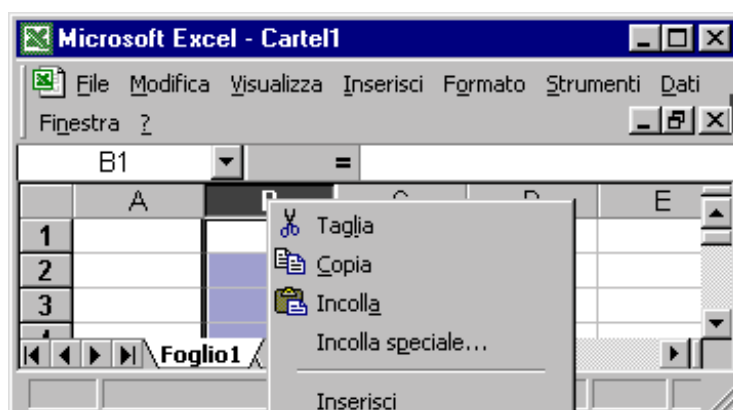 Microsoft Excel - Cartel1
File Modifica Visualizza Inserisci Formato Strumenti Dati
Finestra ?
B1 =
A E
1
Taglia
2
Copia
3
Incolla
Incolla speciale...
Foglio1
Inserisci